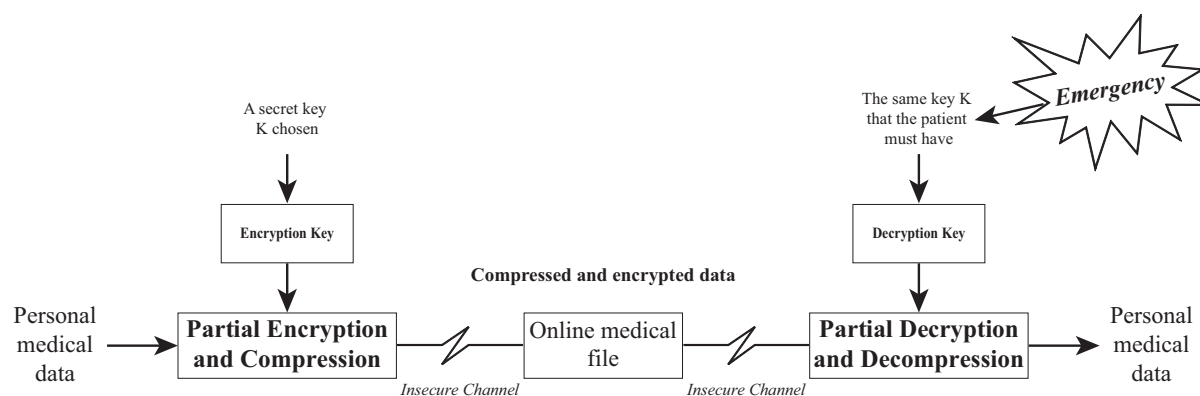 Emergency
A secret key
K chosen
The same key K
that the patient
must have
Encryption Key
Decryption Key
Compressed and encrypted data
Personal
medical
data
Partial Encryption
and Compression
Online medical
file
Partial Decryption
and Decompression
Personal
medical
data
Insecure Channel
Insecure Channel